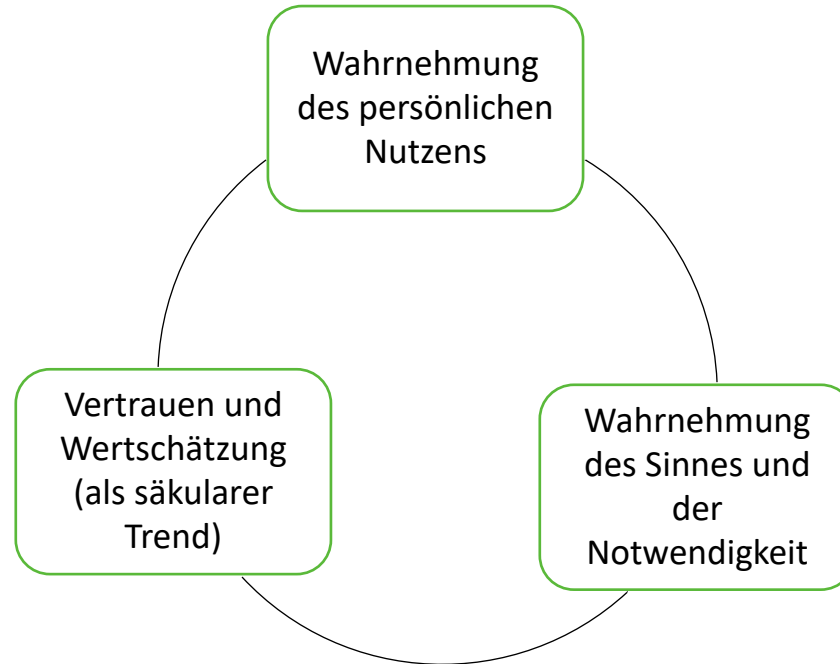 Wahrnehmung
des persönlichen
Nutzens
Vertrauen und
Wertschätzung
(als säkularer
Trend)
Wahrnehmung
des Sinnes und
der
Notwendigkeit